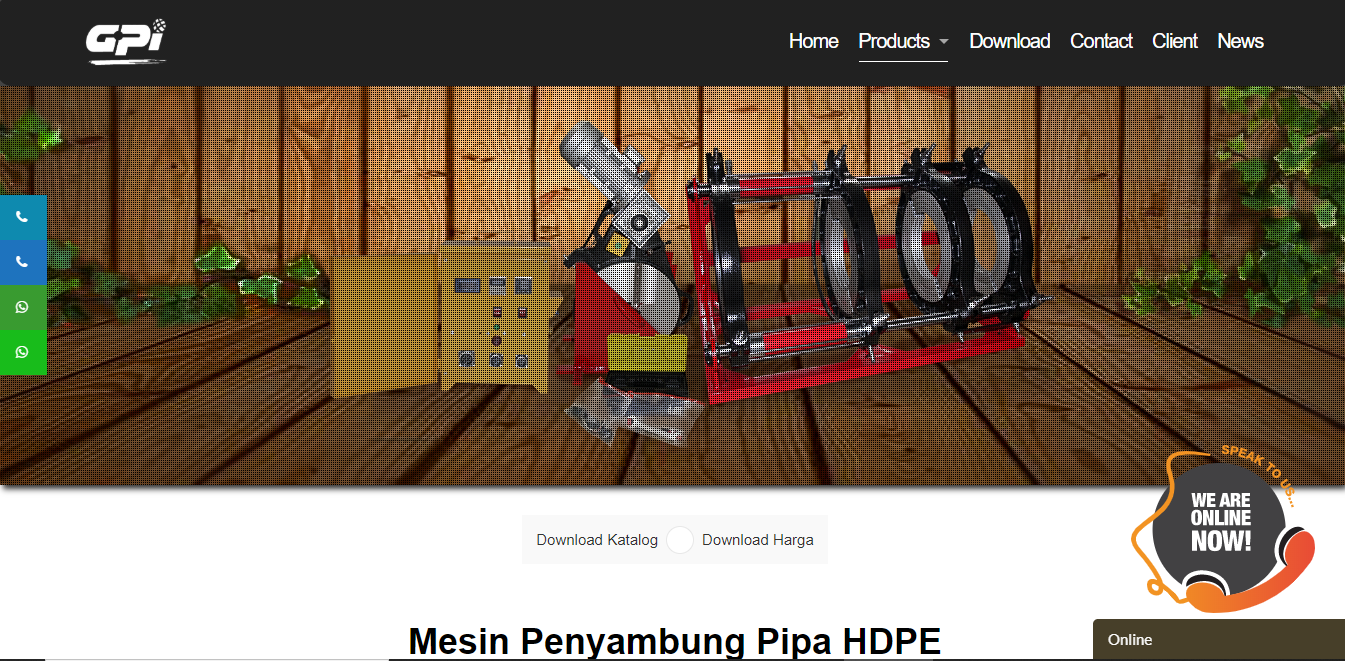 GPi
Home Products Download Contact Client News
SPEAK TO US...
WE ARE
ONLINE
NOW!
Download Katalog Download Harga
Mesin Penyambung Pipa HDPE
Online